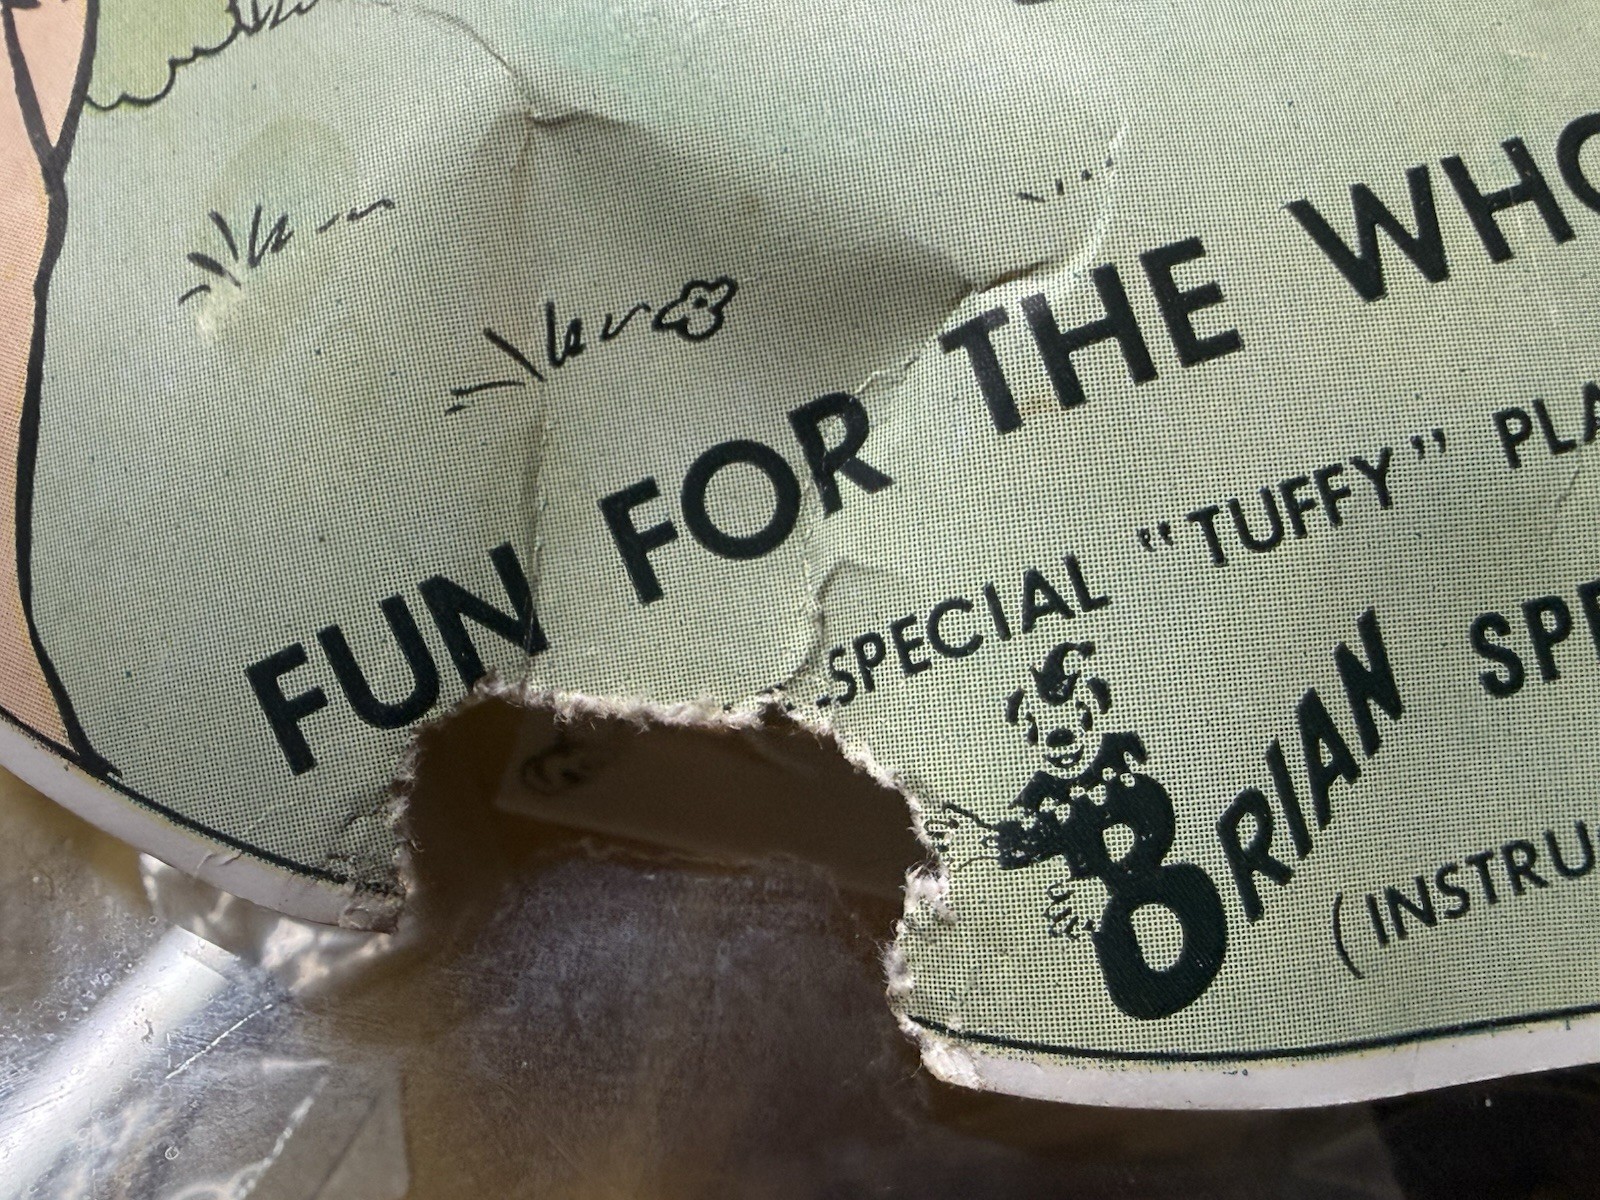 FUN FOR THE WHO
SPECIAL "TUFFY" PLA
BRIAN SPE
(INSTRU